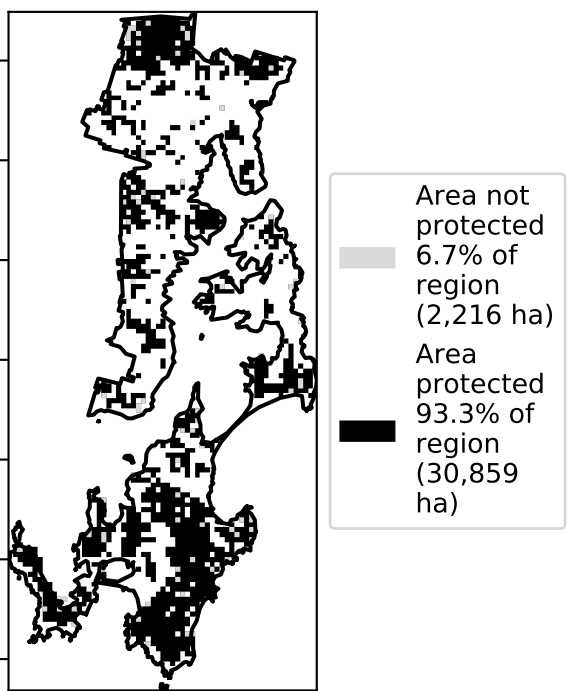 Area not
protected
6.7% of
region
(2,216 ha)
Area
protected
93.3% of
region
(30,859
ha)